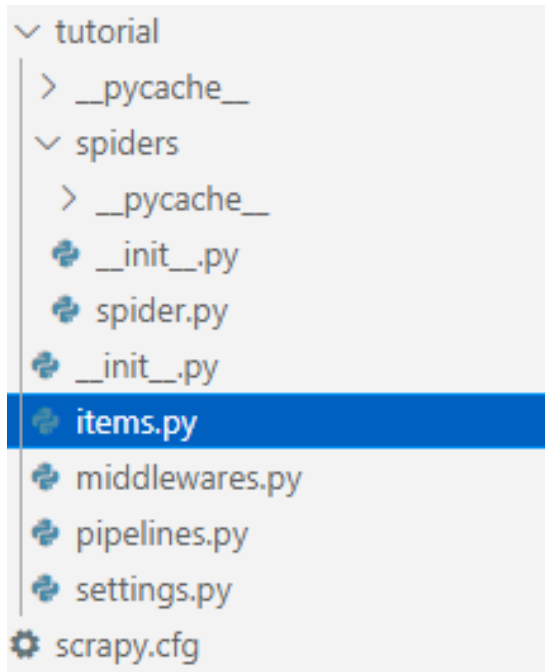 tutorial
__pycache__
spiders
__pycache__
__init__.py
spider.py
__init__.py
items.py
middlewares.py
pipelines.py
settings.py
scrapy.cfg